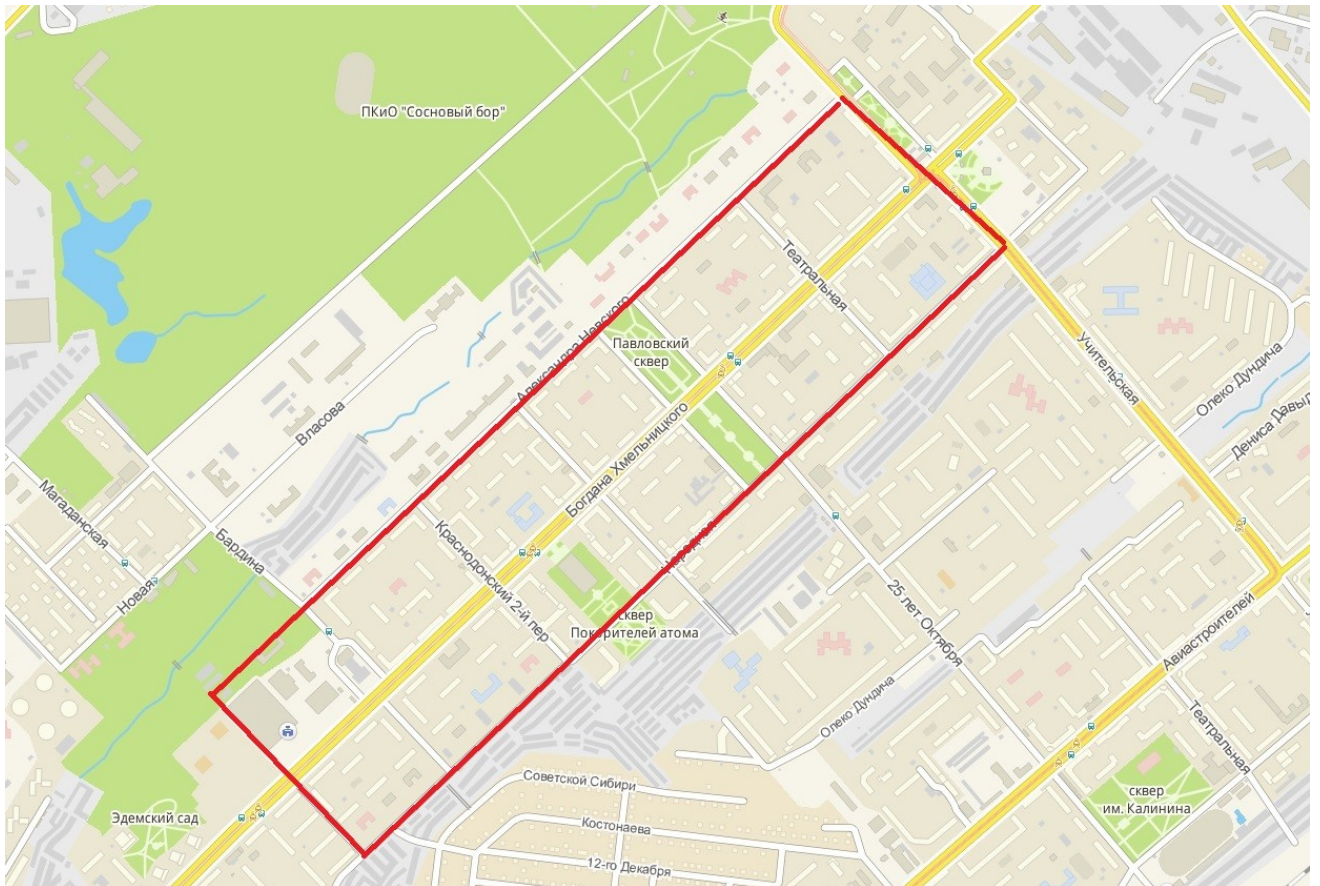 ПКиО "Сосновый бор"
Театральная
Александра Невского
Павловский
сквер
Учительская
Олеко Дундича
Власова
Дениса Давыд
Богдана Хмельницкого
Магаданская
Бардина
Краснодонский 2-й пер
Народная
Новая
25 лет Октября
Авиастроителей
сквер
Покорителей атома
Олеко Дундича
Театральная
Советской Сибири
сквер
им. Калинина
Эдемский сад
Костонаева
12-го Декабря